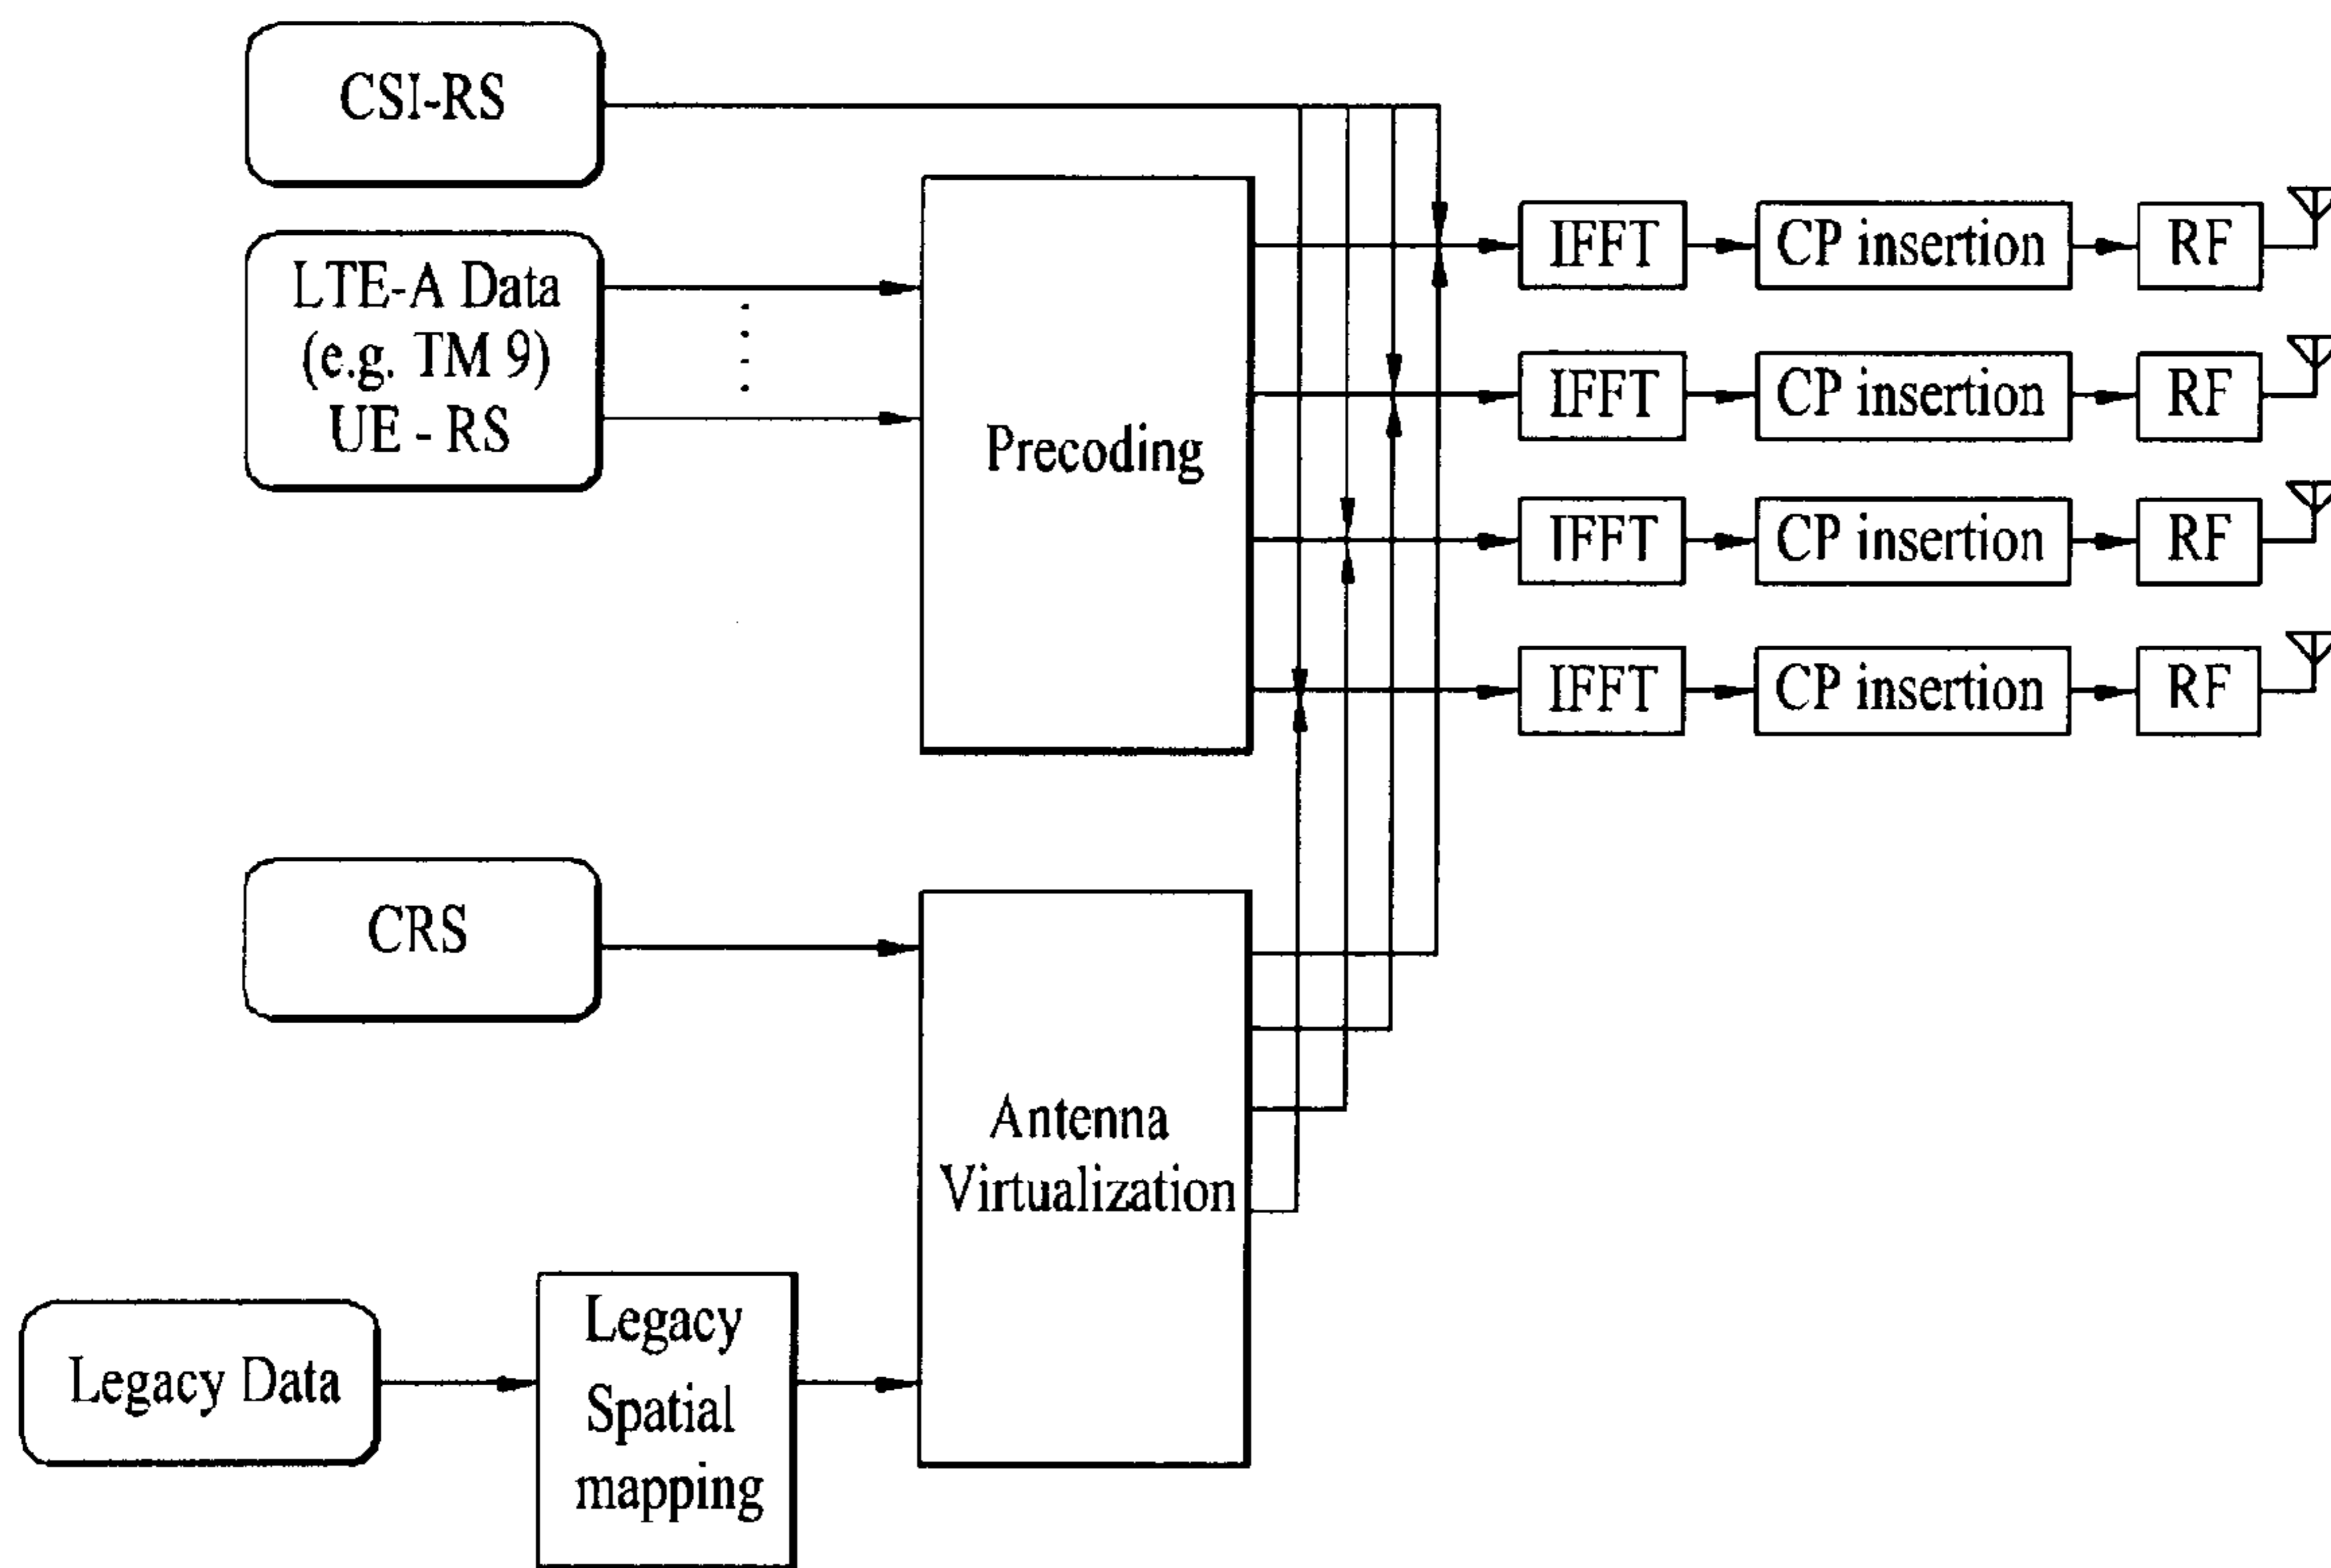 CSI-RS
LTE-A Data
(e.g. TM 9)
UE - RS
Precoding
IFFT
CP insertion
RF
IFFT
CP insertion
RF
IFFT
CP insertion
RF
IFFT
CP insertion
RF
CRS
Antenna
Virtualization
Legacy Data
Legacy
Spatial
mapping